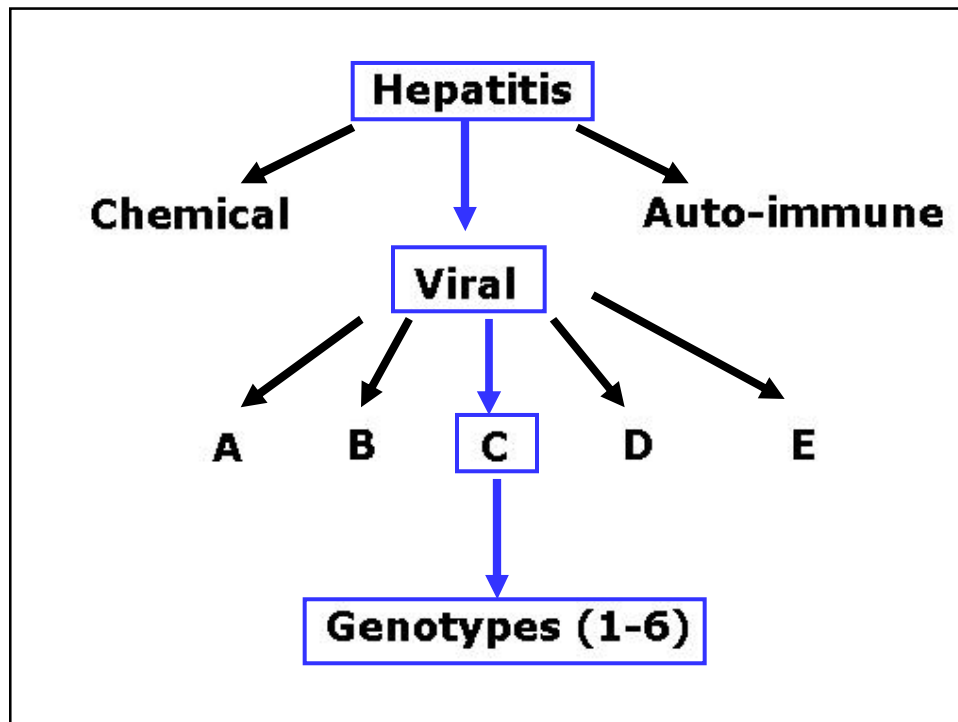 Hepatitis
Chemical
Auto-immune
Viral
A B C D E
Genotypes (1-6)